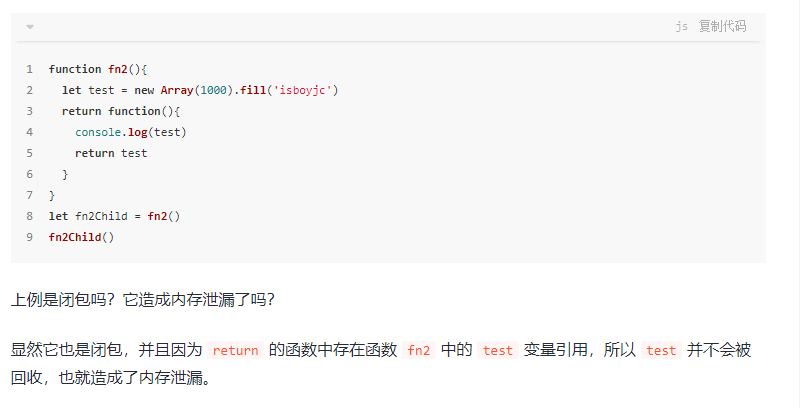 js 复制代码
1 function fn2(){
2   let test = new Array(1000).fill('isboyjc')
3   return function(){
4     console.log(test)
5     return test
6   }
7 }
8 let fn2Child = fn2()
9 fn2Child()
上例是闭包吗？它造成内存泄漏了吗？
显然它也是闭包，并且因为 return 的函数中存在函数 fn2 中的 test 变量引用，所以 test 并不会被
回收，也就造成了内存泄漏。